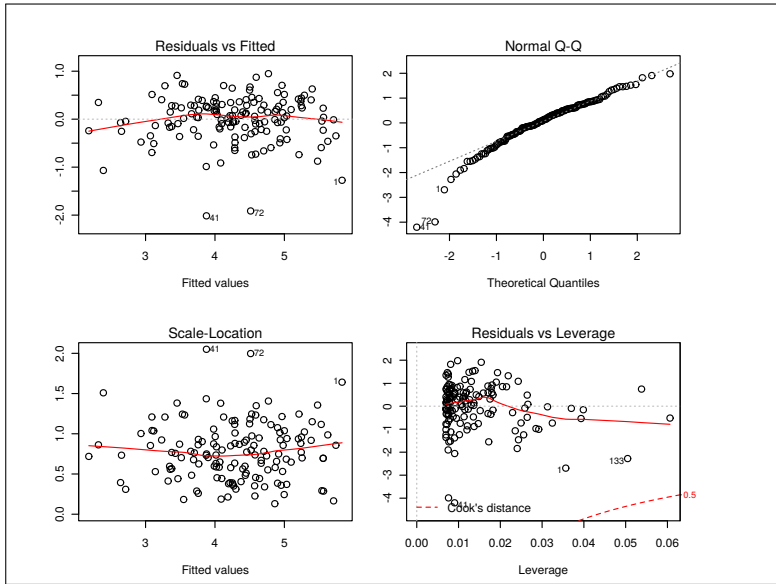 Residuals vs Fitted
1.0
0.0
-1.0
-2.0
1
41
72
3 4 5
Fitted values
Normal Q-Q
2
1
0
-1
-2
-3
-4
1
72
41
-2 -1 0 1 2
Theoretical Quantiles
Scale-Location
2.0
1.5
1.0
0.5
0.0
41
72
1
3 4 5
Fitted values
Residuals vs Leverage
2
1
0
-1
-2
-4
133
1
41
Cook's distance
0.5
0.00 0.01 0.02 0.03 0.04 0.05 0.06
Leverage